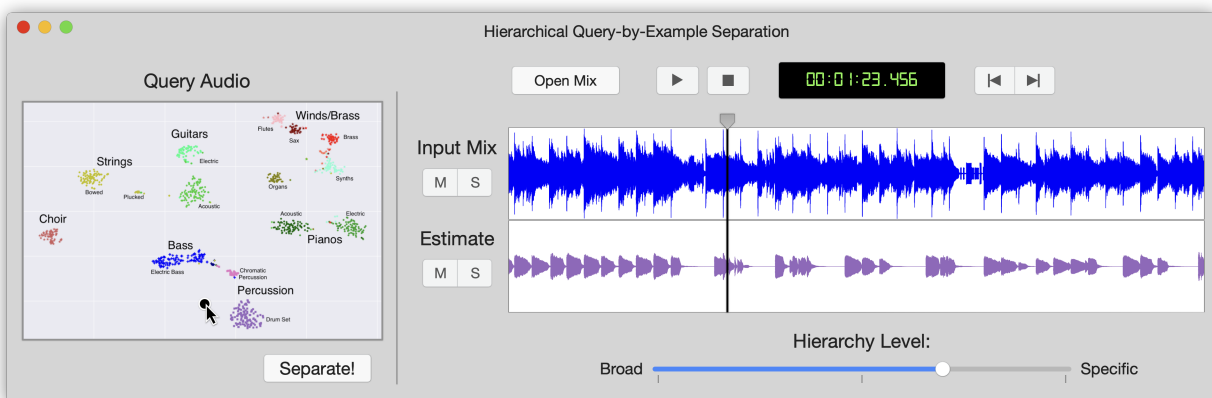 Hierarchical Query-by-Example Separation
Query Audio
Open Mix
00:01:23.456
Flutes
Winds/Brass
Sax
Brass
Guitars
Electric
Strings
Bowed
Plucked
Organs
Synths
Acoustic
Choir
Acoustic
Electric
Pianos
Bass
Electric Bass
Chromatic
Percussion
Percussion
Drum Set
Separate!
Input Mix
M S
Estimate
M S
Hierarchy Level:
Broad
Specific